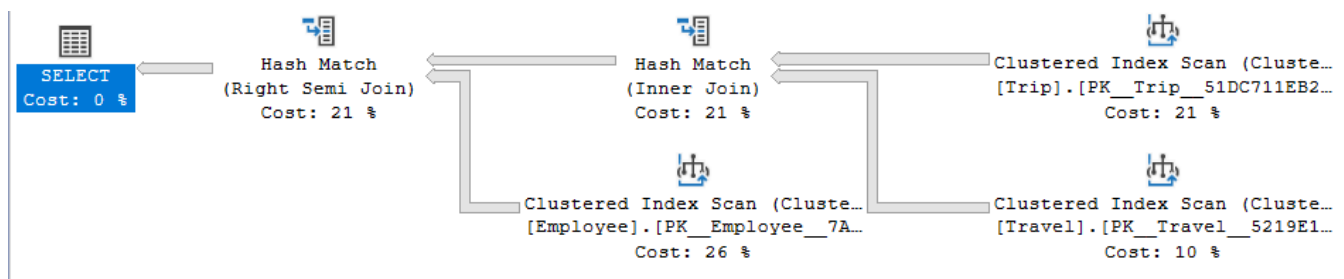 SELECT
Cost: 0 %
Hash Match
(Right Semi Join)
Cost: 21 %
Hash Match
(Inner Join)
Cost: 21 %
Clustered Index Scan (Cluste…
[Trip].[PK__Trip__51DC711EB2…
Cost: 21 %
Clustered Index Scan (Cluste…
[Employee].[PK__Employee__7A…
Cost: 26 %
Clustered Index Scan (Cluste…
[Travel].[PK__Travel__5219E1…
Cost: 10 %